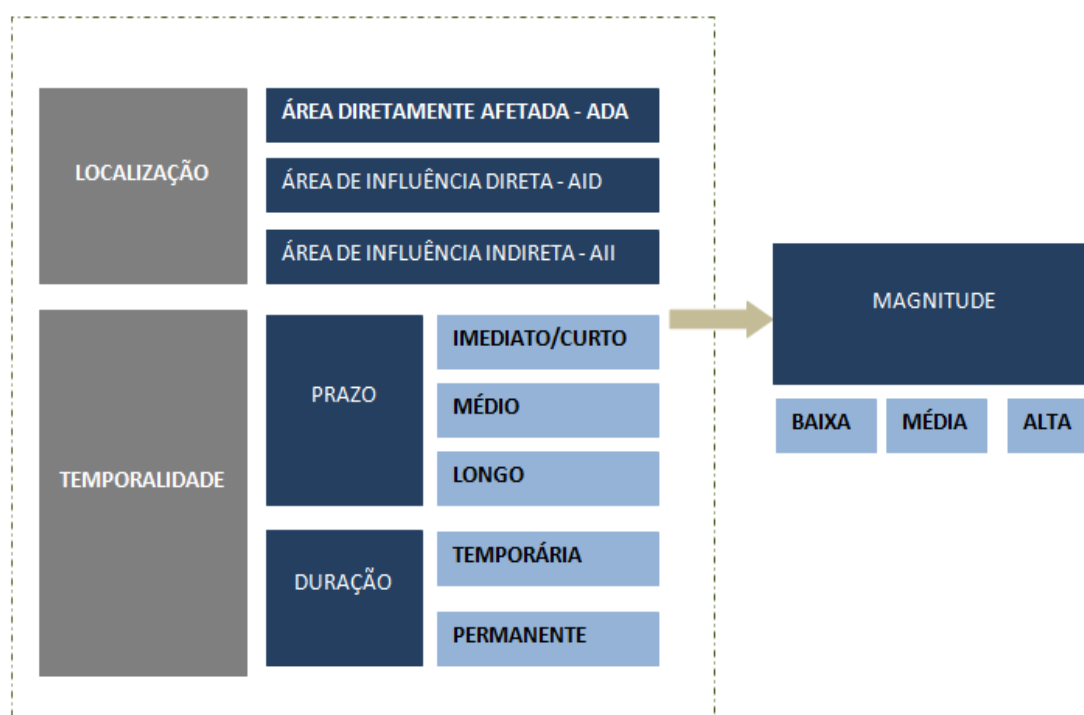 LOCALIZAÇÃO
ÁREA DIRETAMENTE AFETADA - ADA
ÁREA DE INFLUÊNCIA DIRETA - AID
ÁREA DE INFLUÊNCIA INDIRETA - AII
TEMPORALIDADE
PRAZO
IMEDIATO/CURTO
MÉDIO
LONGO
DURAÇÃO
TEMPORÁRIA
PERMANENTE
MAGNITUDE
BAIXA
MÉDIA
ALTA